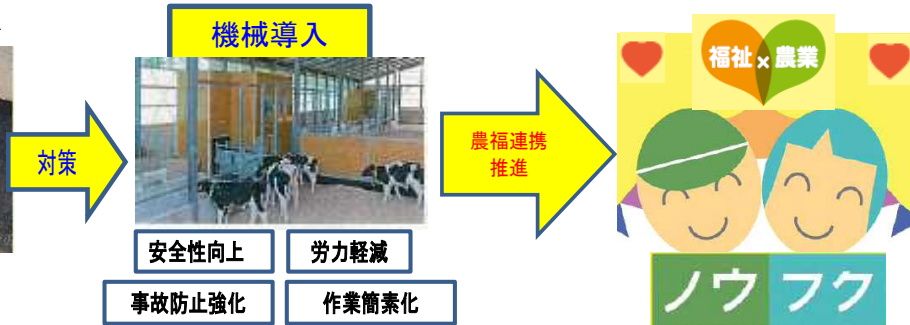 機械導入
対策
安全性向上
労力軽減
事故防止強化
作業簡素化
農福連携
推進
福祉×農業
ノウフク